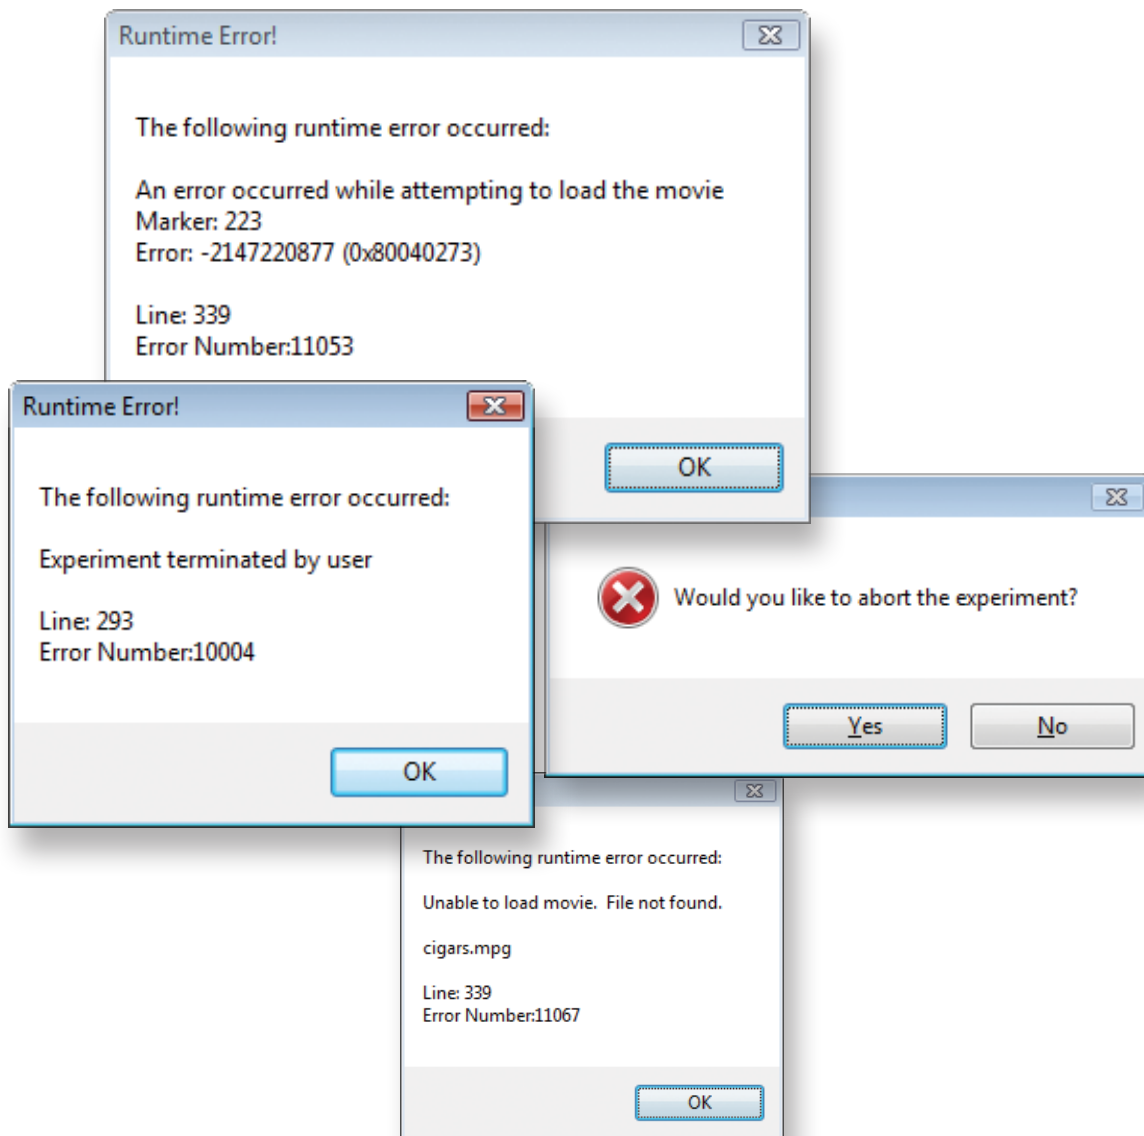 Runtime Error!
The following runtime error occurred:
An error occurred while attempting to load the movie
Marker: 223
Error: -2147220877 (0x80040273)
Line: 339
Error Number:11053
OK
Runtime Error!
The following runtime error occurred:
Experiment terminated by user
Line: 293
Error Number:10004
OK
Would you like to abort the experiment?
Yes
No
The following runtime error occurred:
Unable to load movie.  File not found.
cigars.mpg
Line: 339
Error Number:11067
OK